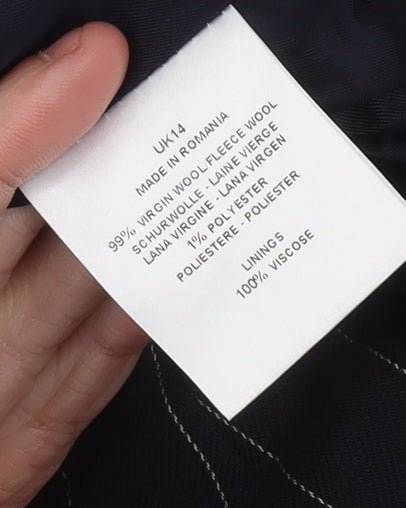 UK14
MADE IN ROMANIA
99% VIRGIN WOOL-FLEECE WOOL
SCHURWOLLE - LAINE VIERGE
LANA VIRGINE - LANA VIRGEN
1% POLYESTER
POLIESTERE - POLIESTER
LININGS
100% VISCOSE